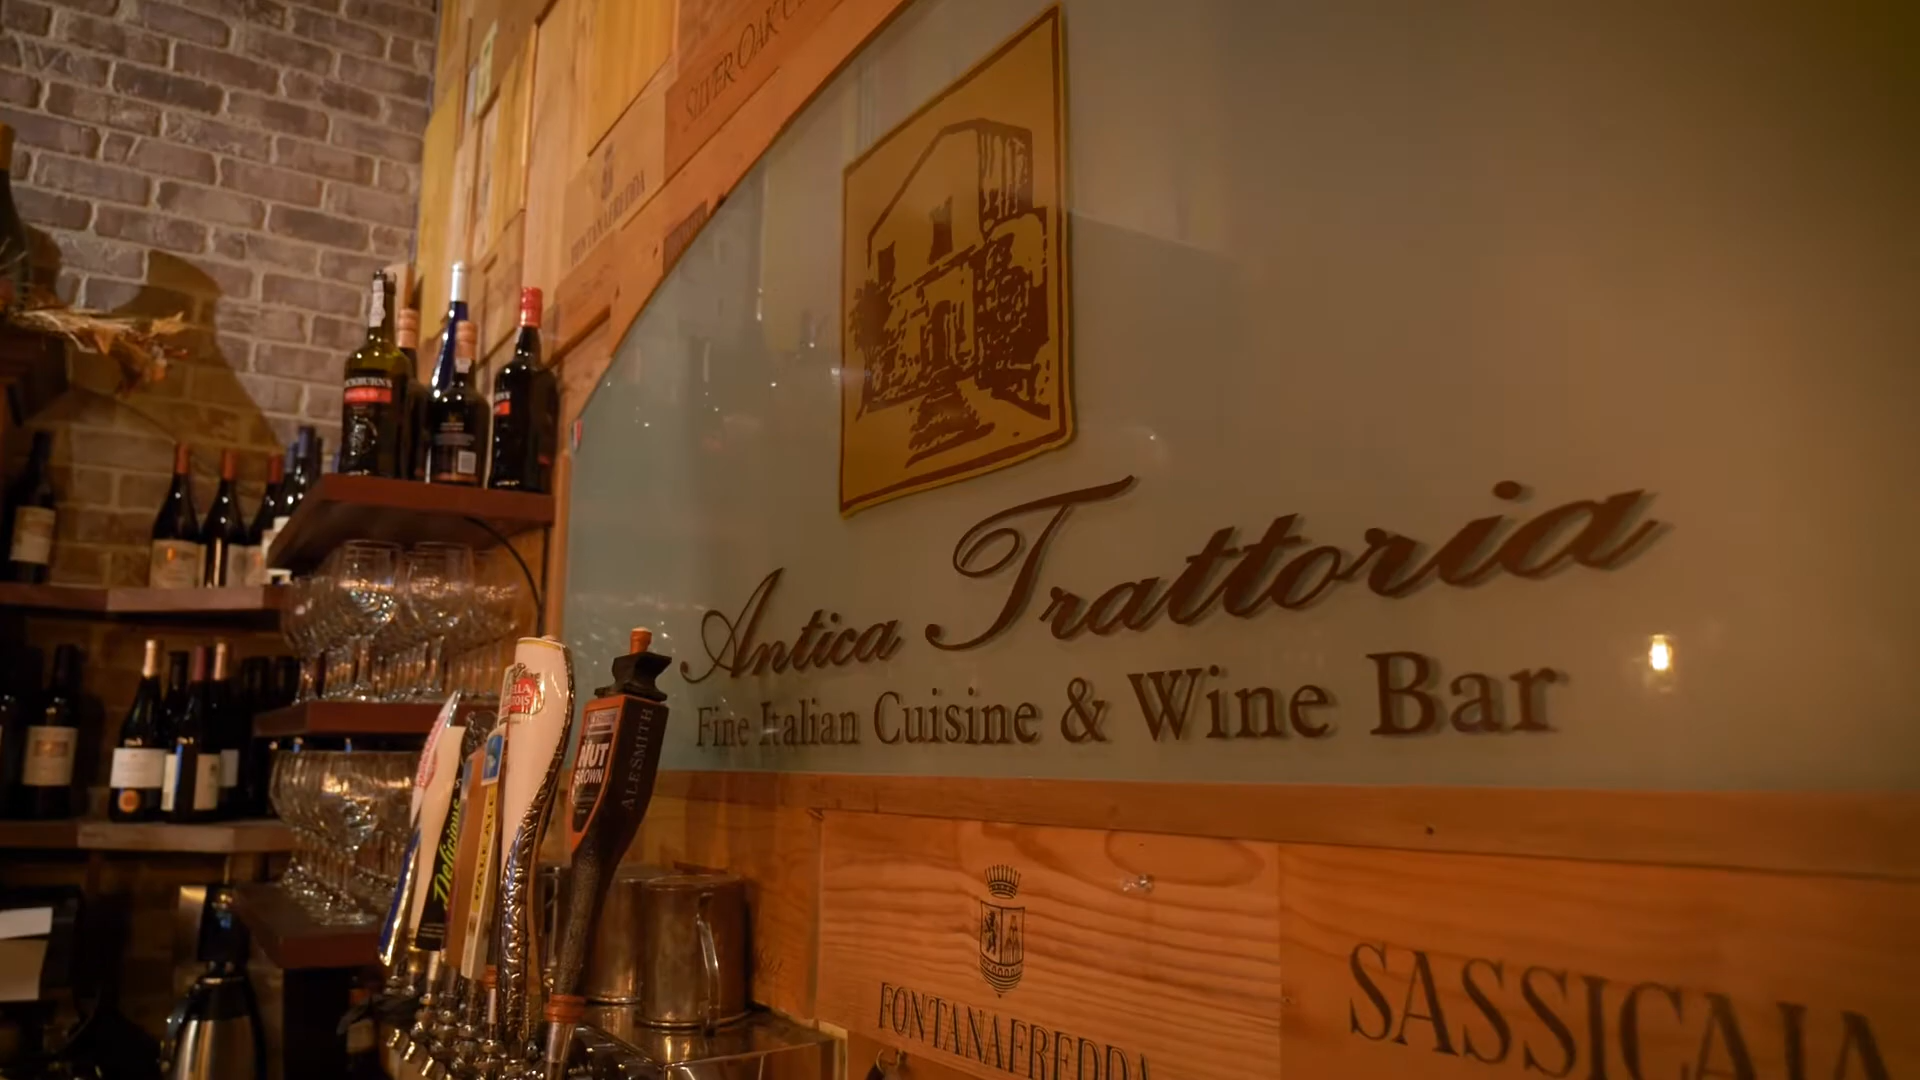 SILVER OAK
FONTANAFREDDA
Antica Trattoria
Fine Italian Cuisine & Wine Bar
NUT
BROWN
ALESMITH
Delicious
PALE ALE
FONTANAFREDDA
SASSICAIA